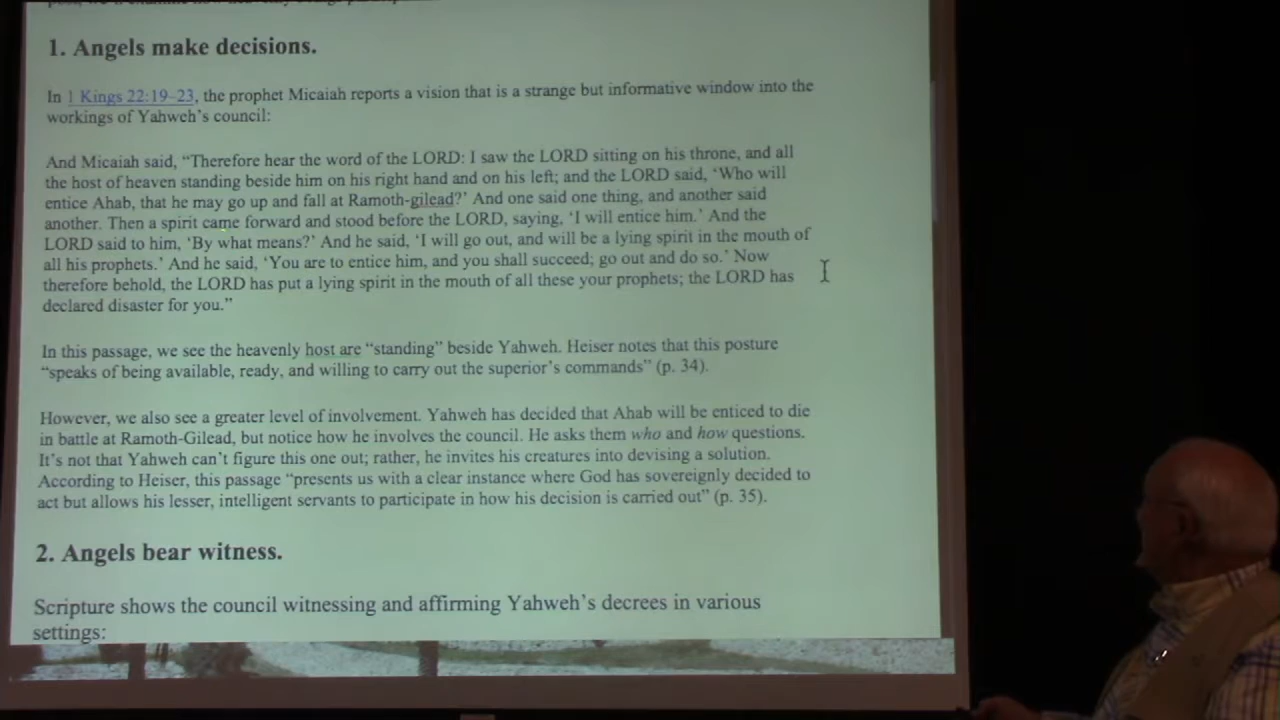 1. Angels make decisions.
In 1 Kings 22:19–23, the prophet Micaiah reports a vision that is a strange but informative window into the
workings of Yahweh's council:
And Micaiah said, “Therefore hear the word of the LORD: I saw the LORD sitting on his throne, and all
the host of heaven standing beside him on his right hand and on his left; and the LORD said, ‘Who will
entice Ahab, that he may go up and fall at Ramoth-gilead?’ And one said one thing, and another said
another. Then a spirit came forward and stood before the LORD, saying, ‘I will entice him.’ And the
LORD said to him, ‘By what means?’ And he said, ‘I will go out, and will be a lying spirit in the mouth of
all his prophets.’ And he said, ‘You are to entice him, and you shall succeed; go out and do so.’ Now
therefore behold, the LORD has put a lying spirit in the mouth of all these your prophets; the LORD has
declared disaster for you.”
In this passage, we see the heavenly host are “standing” beside Yahweh. Heiser notes that this posture
“speaks of being available, ready, and willing to carry out the superior's commands” (p. 34).
However, we also see a greater level of involvement. Yahweh has decided that Ahab will be enticed to die
in battle at Ramoth-Gilead, but notice how he involves the council. He asks them who and how questions.
It's not that Yahweh can't figure this one out; rather, he invites his creatures into devising a solution.
According to Heiser, this passage “presents us with a clear instance where God has sovereignly decided to
act but allows his lesser, intelligent servants to participate in how his decision is carried out” (p. 35).
2. Angels bear witness.
Scripture shows the council witnessing and affirming Yahweh's decrees in various
settings: